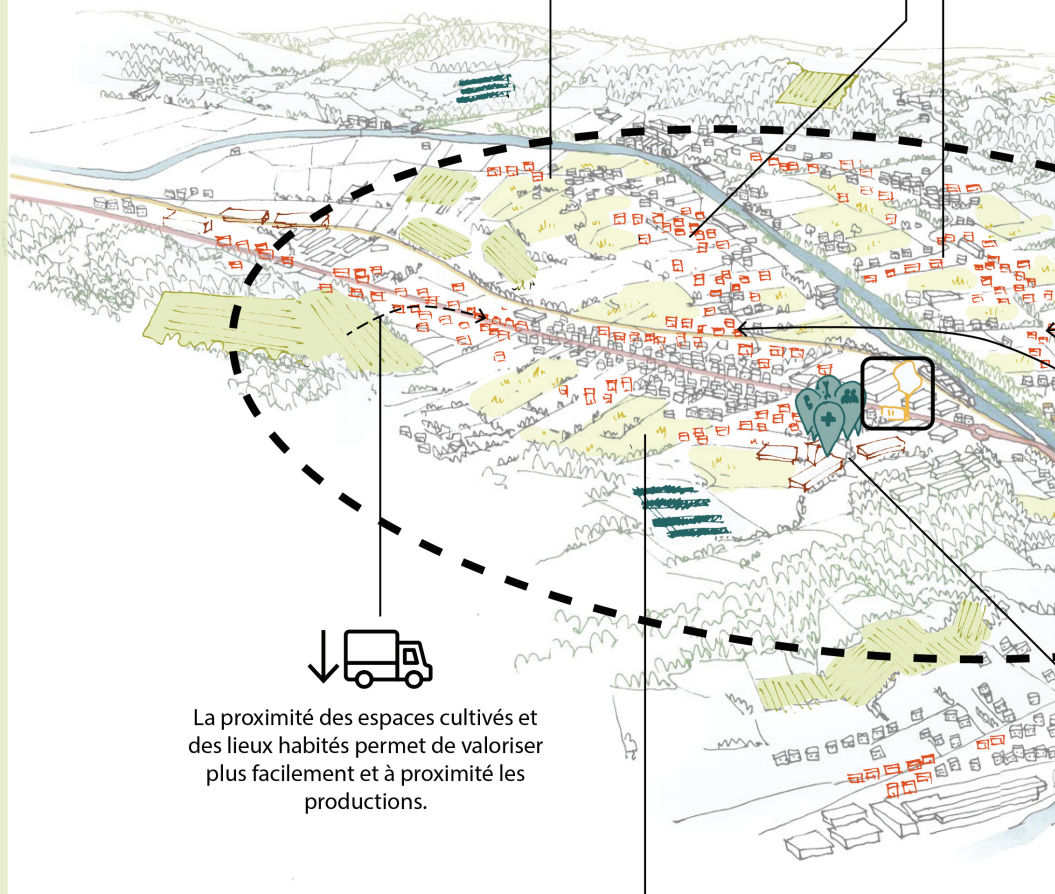 La proximité des espaces cultivés et
des lieux habités permet de valoriser
plus facilement et à proximité les
productions.